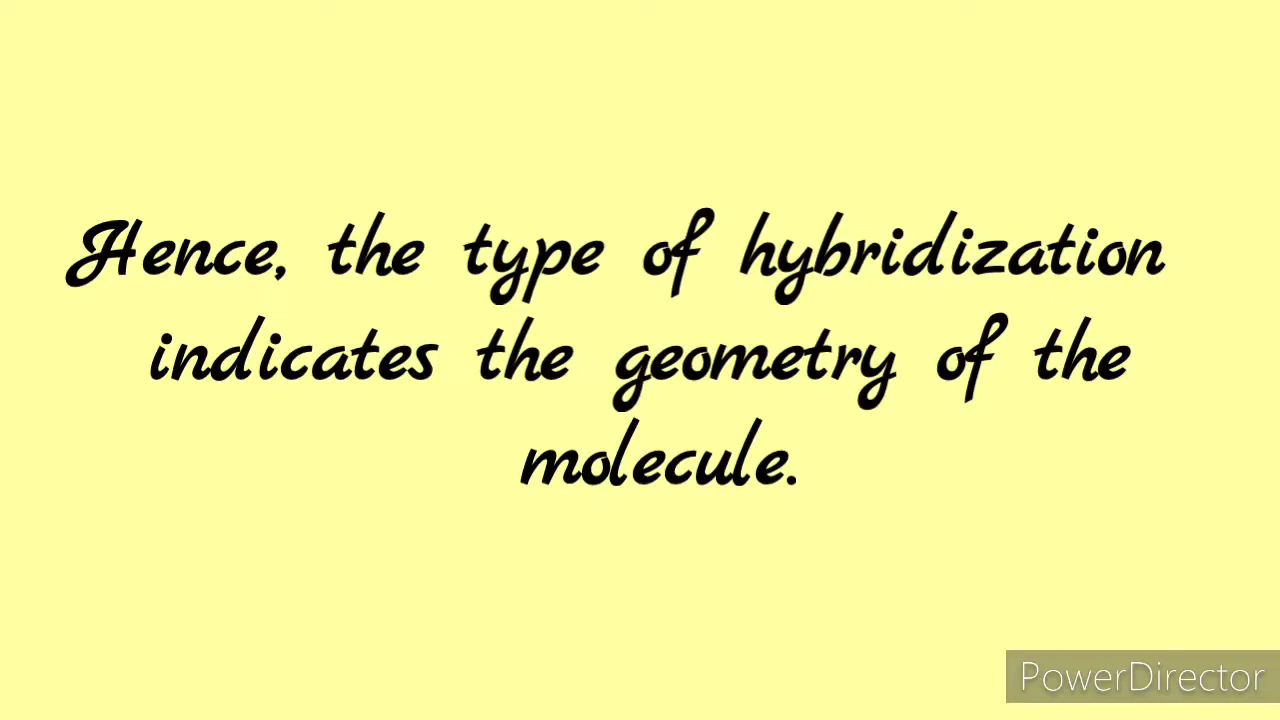 Hence, the type of hybridization
indicates the geometry of the
molecule.
PowerDirector